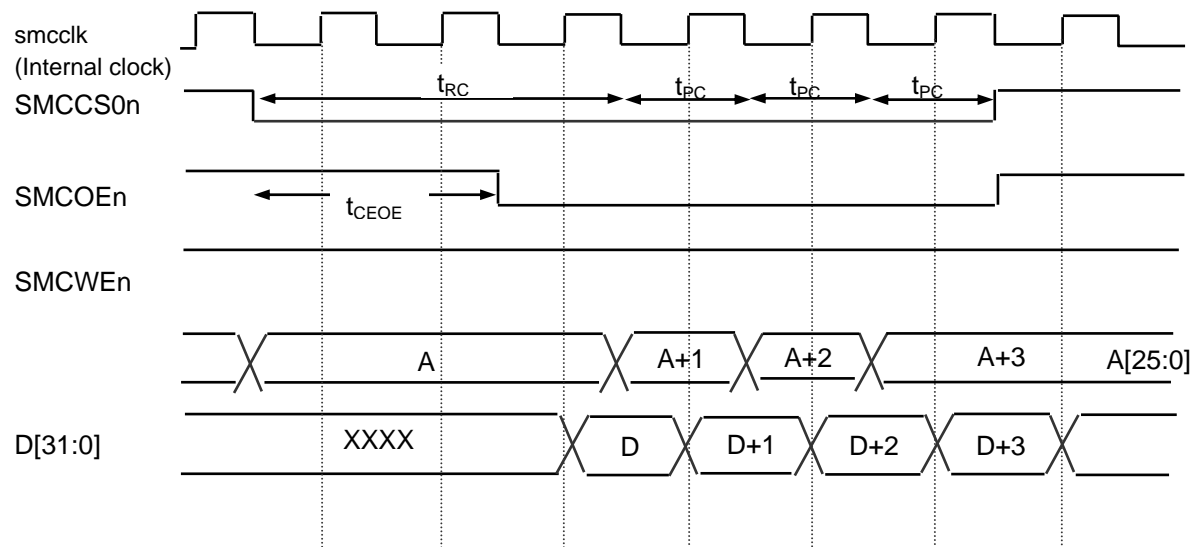 smcclk
(Internal clock)
SMCCS0n
tRC tPC tPC tPC
SMCOEn
tCEOE
SMCWEn
A A+1 A+2 A+3 A[25:0]
D[31:0] XXXX D D+1 D+2 D+3